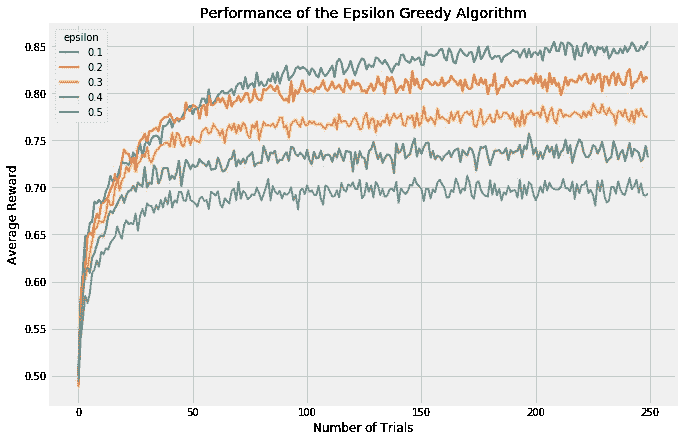 Performance of the Epsilon Greedy Algorithm
epsilon
0.1
0.2
0.3
0.4
0.5
0.85
0.80
0.75
0.70
0.65
0.60
0.55
0.50
Average Reward
0 50 100 150 200 250
Number of Trials